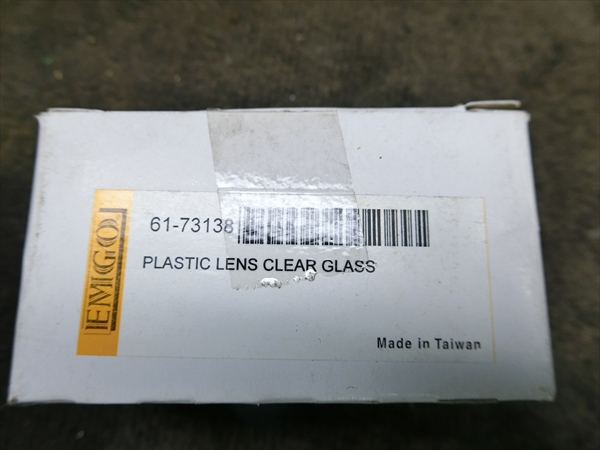 EMGO
61-73138
PLASTIC LENS CLEAR GLASS
Made in Taiwan